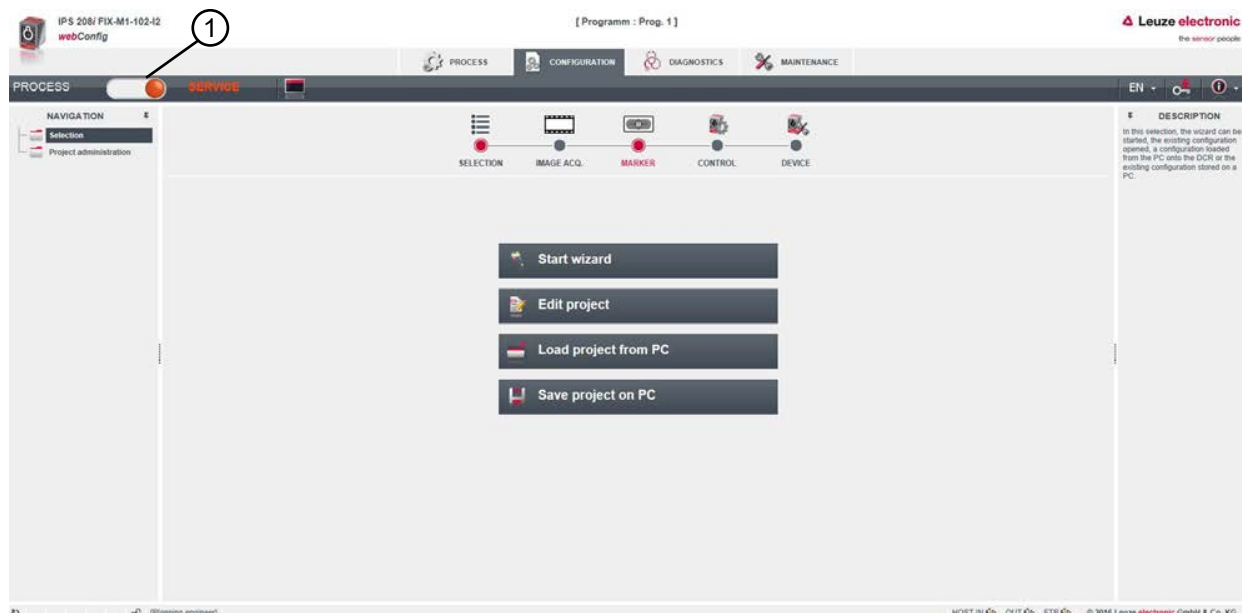 IPS 208i FIX-M1-102-I2
webConfig
1
[ Programm : Prog. 1 ]
Leuze electronic
the sensor people
PROCESS
CONFIGURATION
DIAGNOSTICS
MAINTENANCE
PROCESS
SERVICE
EN
NAVIGATION
Selection
Project administration
SELECTION
IMAGE ACQ.
MARKER
CONTROL
DEVICE
DESCRIPTION
In this selection, the wizard can be
started, the existing configuration
opened, a configuration loaded
from the PC onto the DCR or the
existing configuration stored on a
PC.
Start wizard
Edit project
Load project from PC
Save project on PC
[Planning engineer]
HOST IN
OUT
STB
© 2016 Leuze electronic GmbH & Co. KG